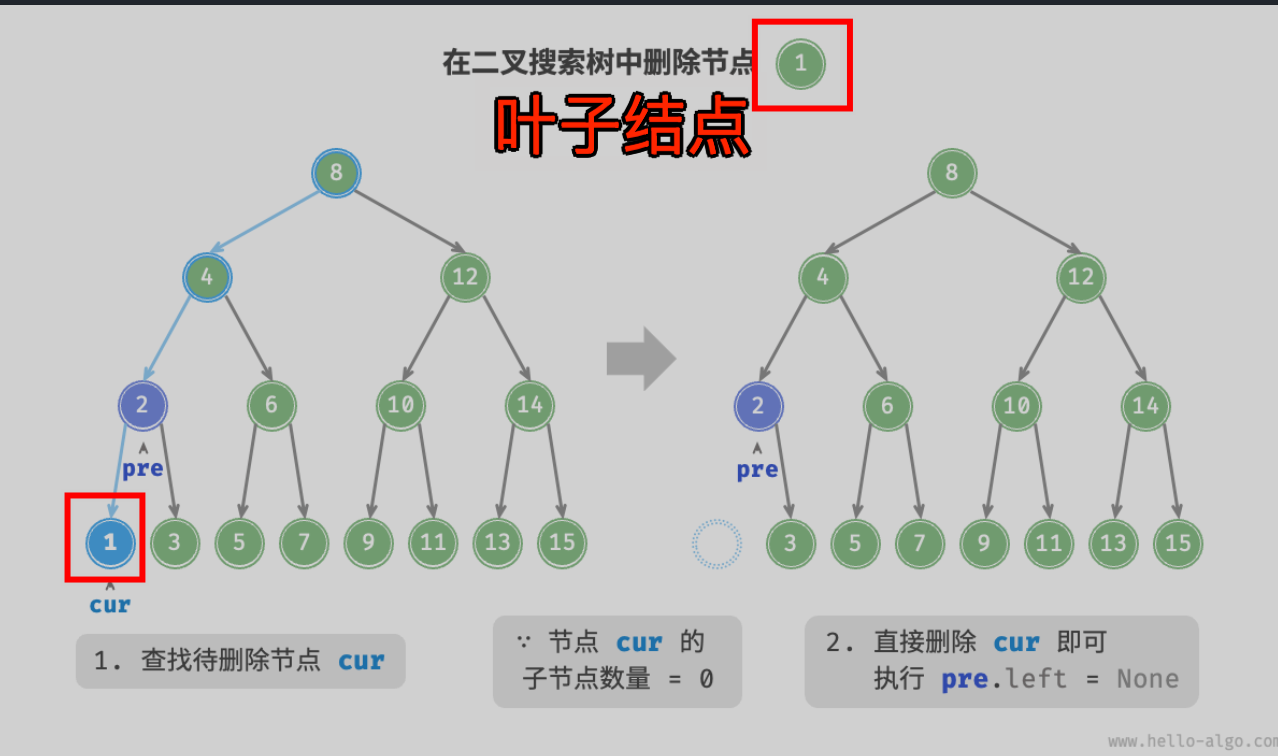 在二叉搜索树中删除节点 1
叶子结点
8 8
4 12 4 12
2 6 10 14 2 6 10 14
pre pre
1 3 5 7 9 11 13 15 3 5 7 9 11 13 15
cur
1. 查找待删除节点 cur
∵ 节点 cur 的
子节点数量 = 0
2. 直接删除 cur 即可
执行 pre.left = None
www.hello-algo.com